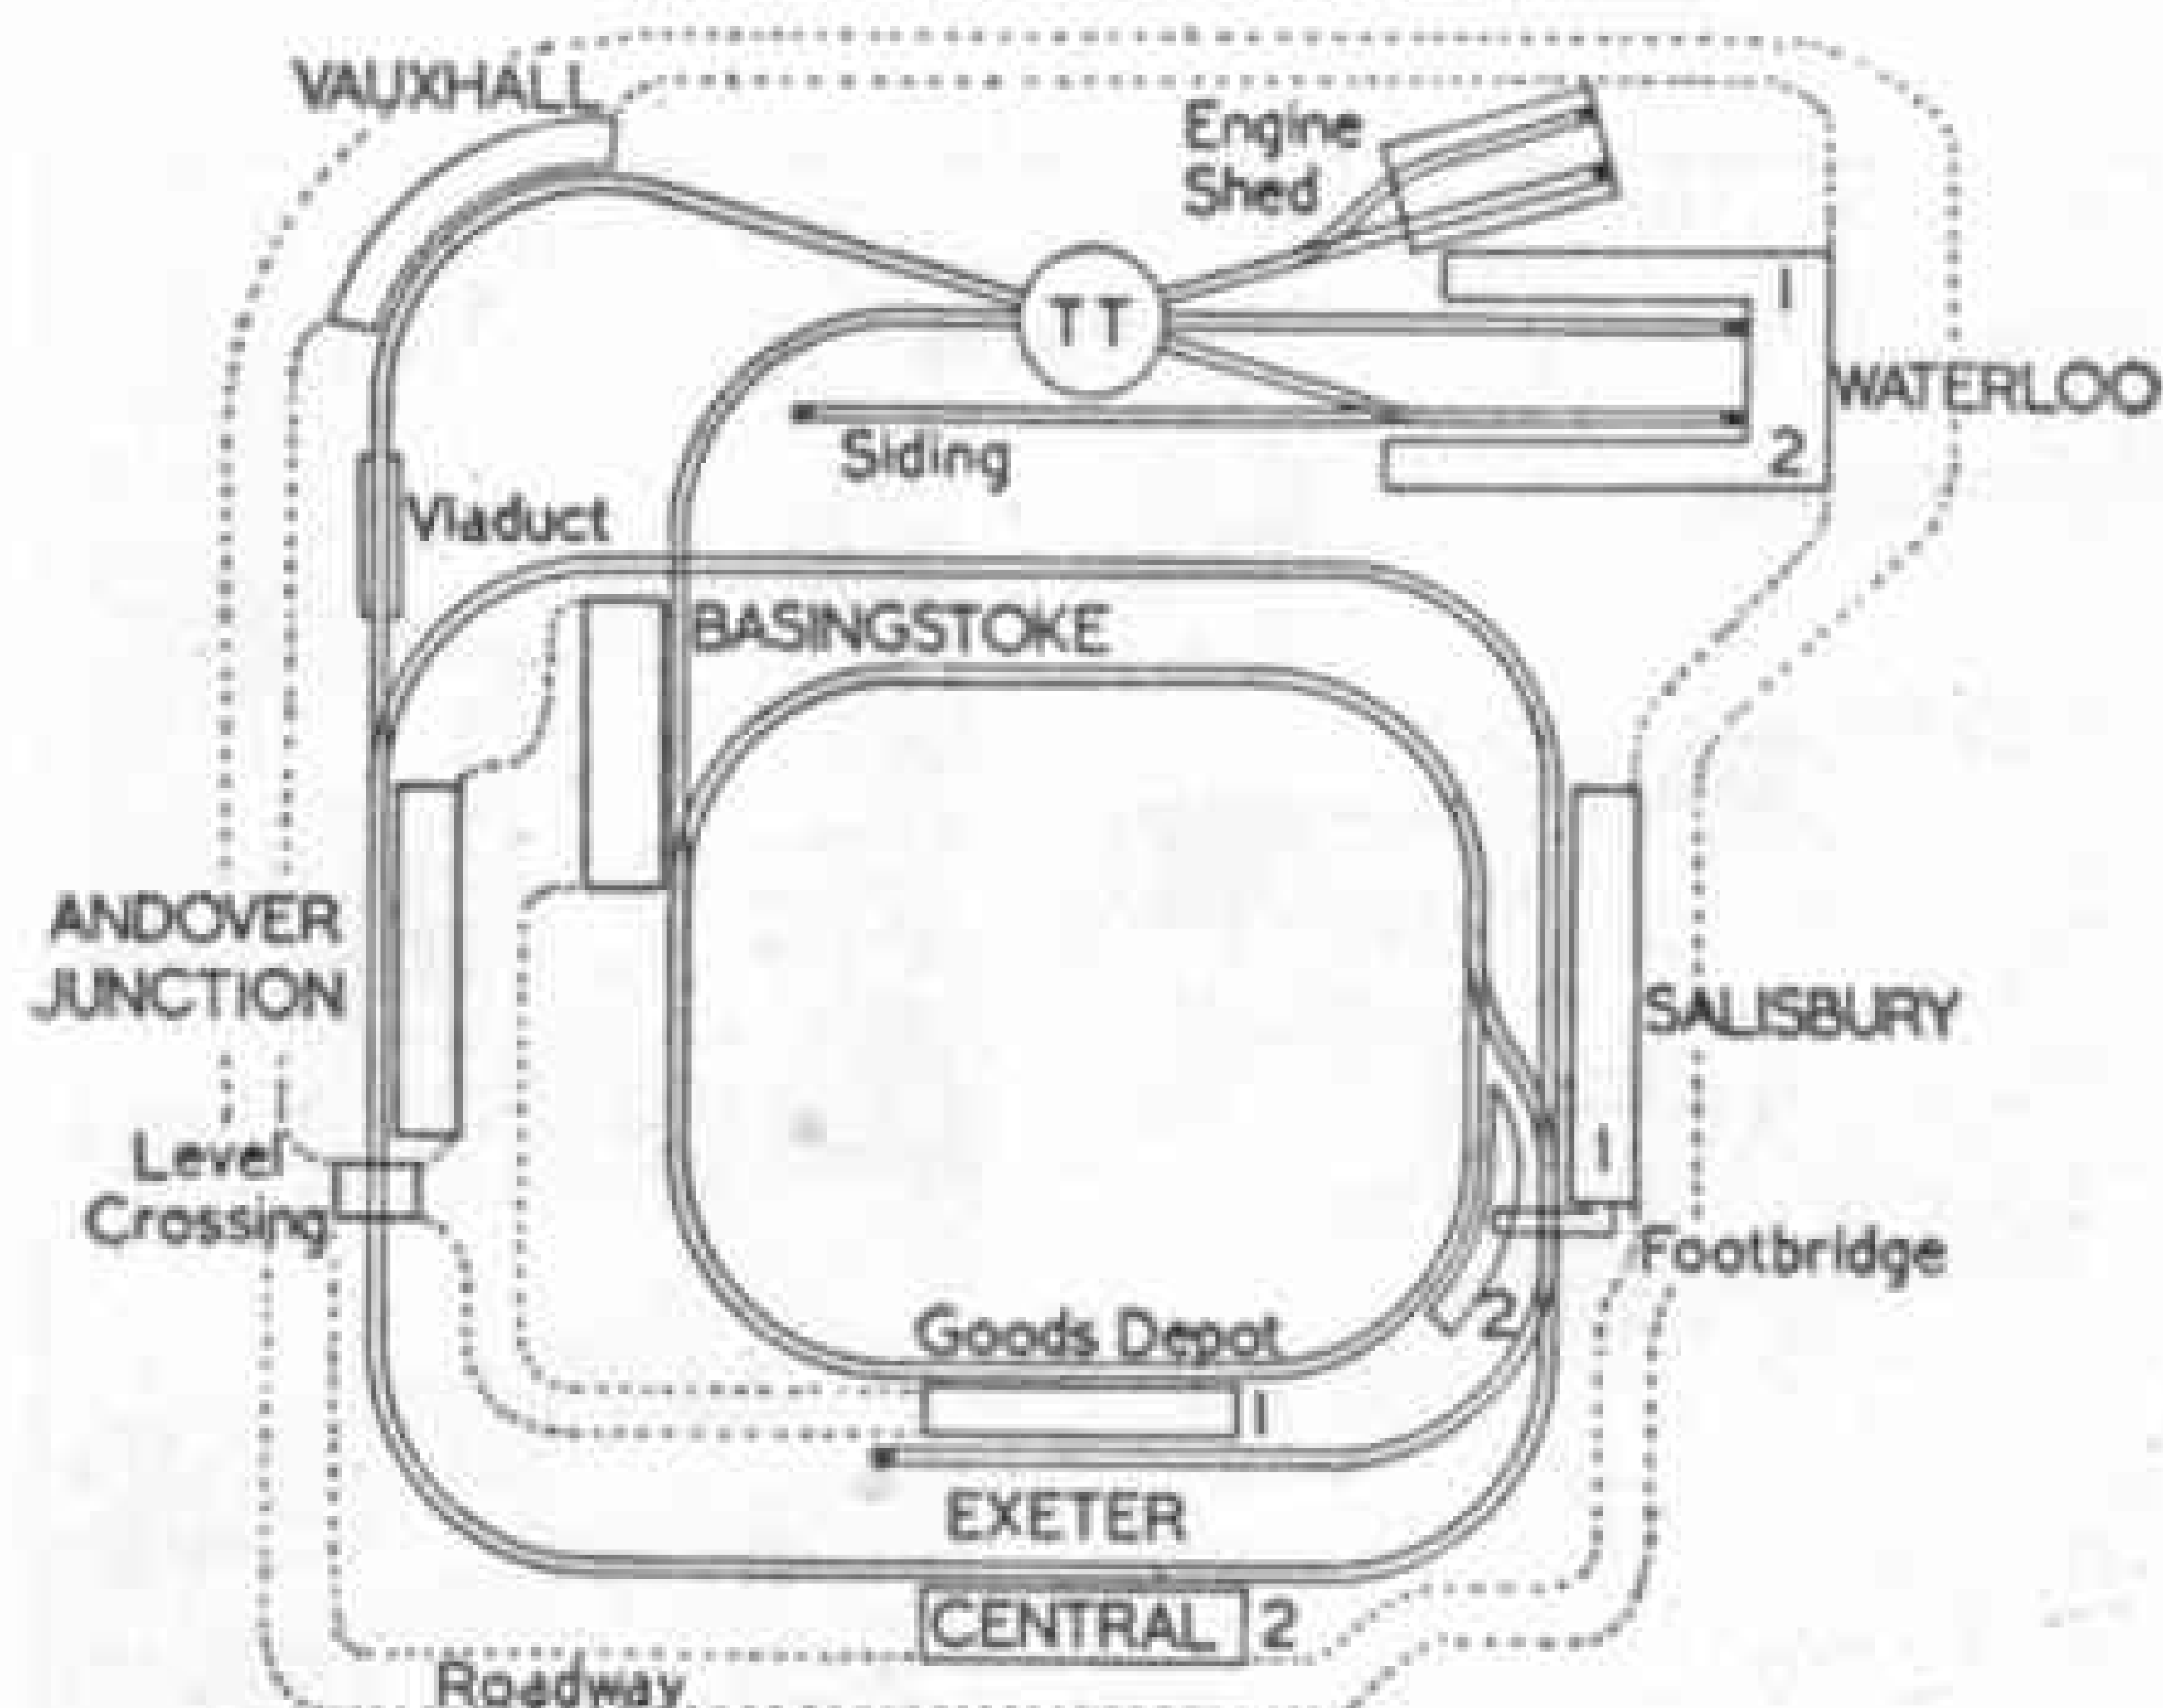 VAUXHALL
Engine
Shed
TT
1
WATERLOO
Siding
2
Viaduct
BASINGSTOKE
ANDOVER
JUNCTION
SALISBURY
1
Level
Crossing
Footbridge
2
Goods Depot
1
EXETER
CENTRAL 2
Roadway